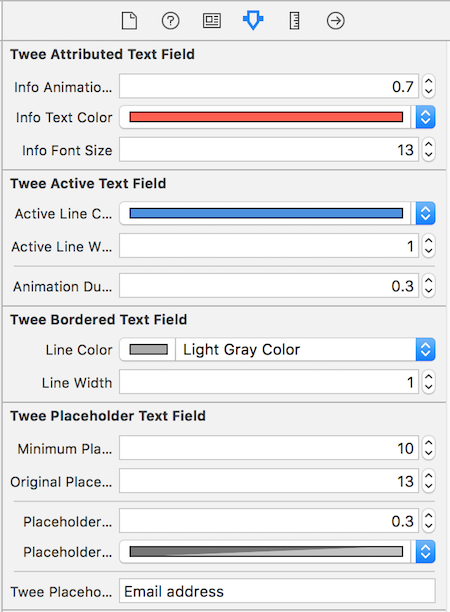 Twee Attributed Text Field
Info Animatio... 0.7
Info Text Color
Info Font Size 13
Twee Active Text Field
Active Line C...
Active Line W... 1
Animation Du... 0.3
Twee Bordered Text Field
Line Color Light Gray Color
Line Width 1
Twee Placeholder Text Field
Minimum Pla... 10
Original Place... 13
Placeholder... 0.3
Placeholder...
Twee Placeho... Email address